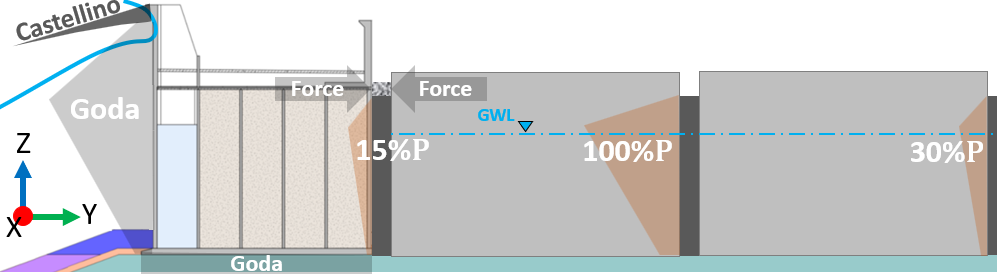 Castellino
Goda
Force
Force
GWL
15%P
100%P
30%P
Z
Y
X
Goda